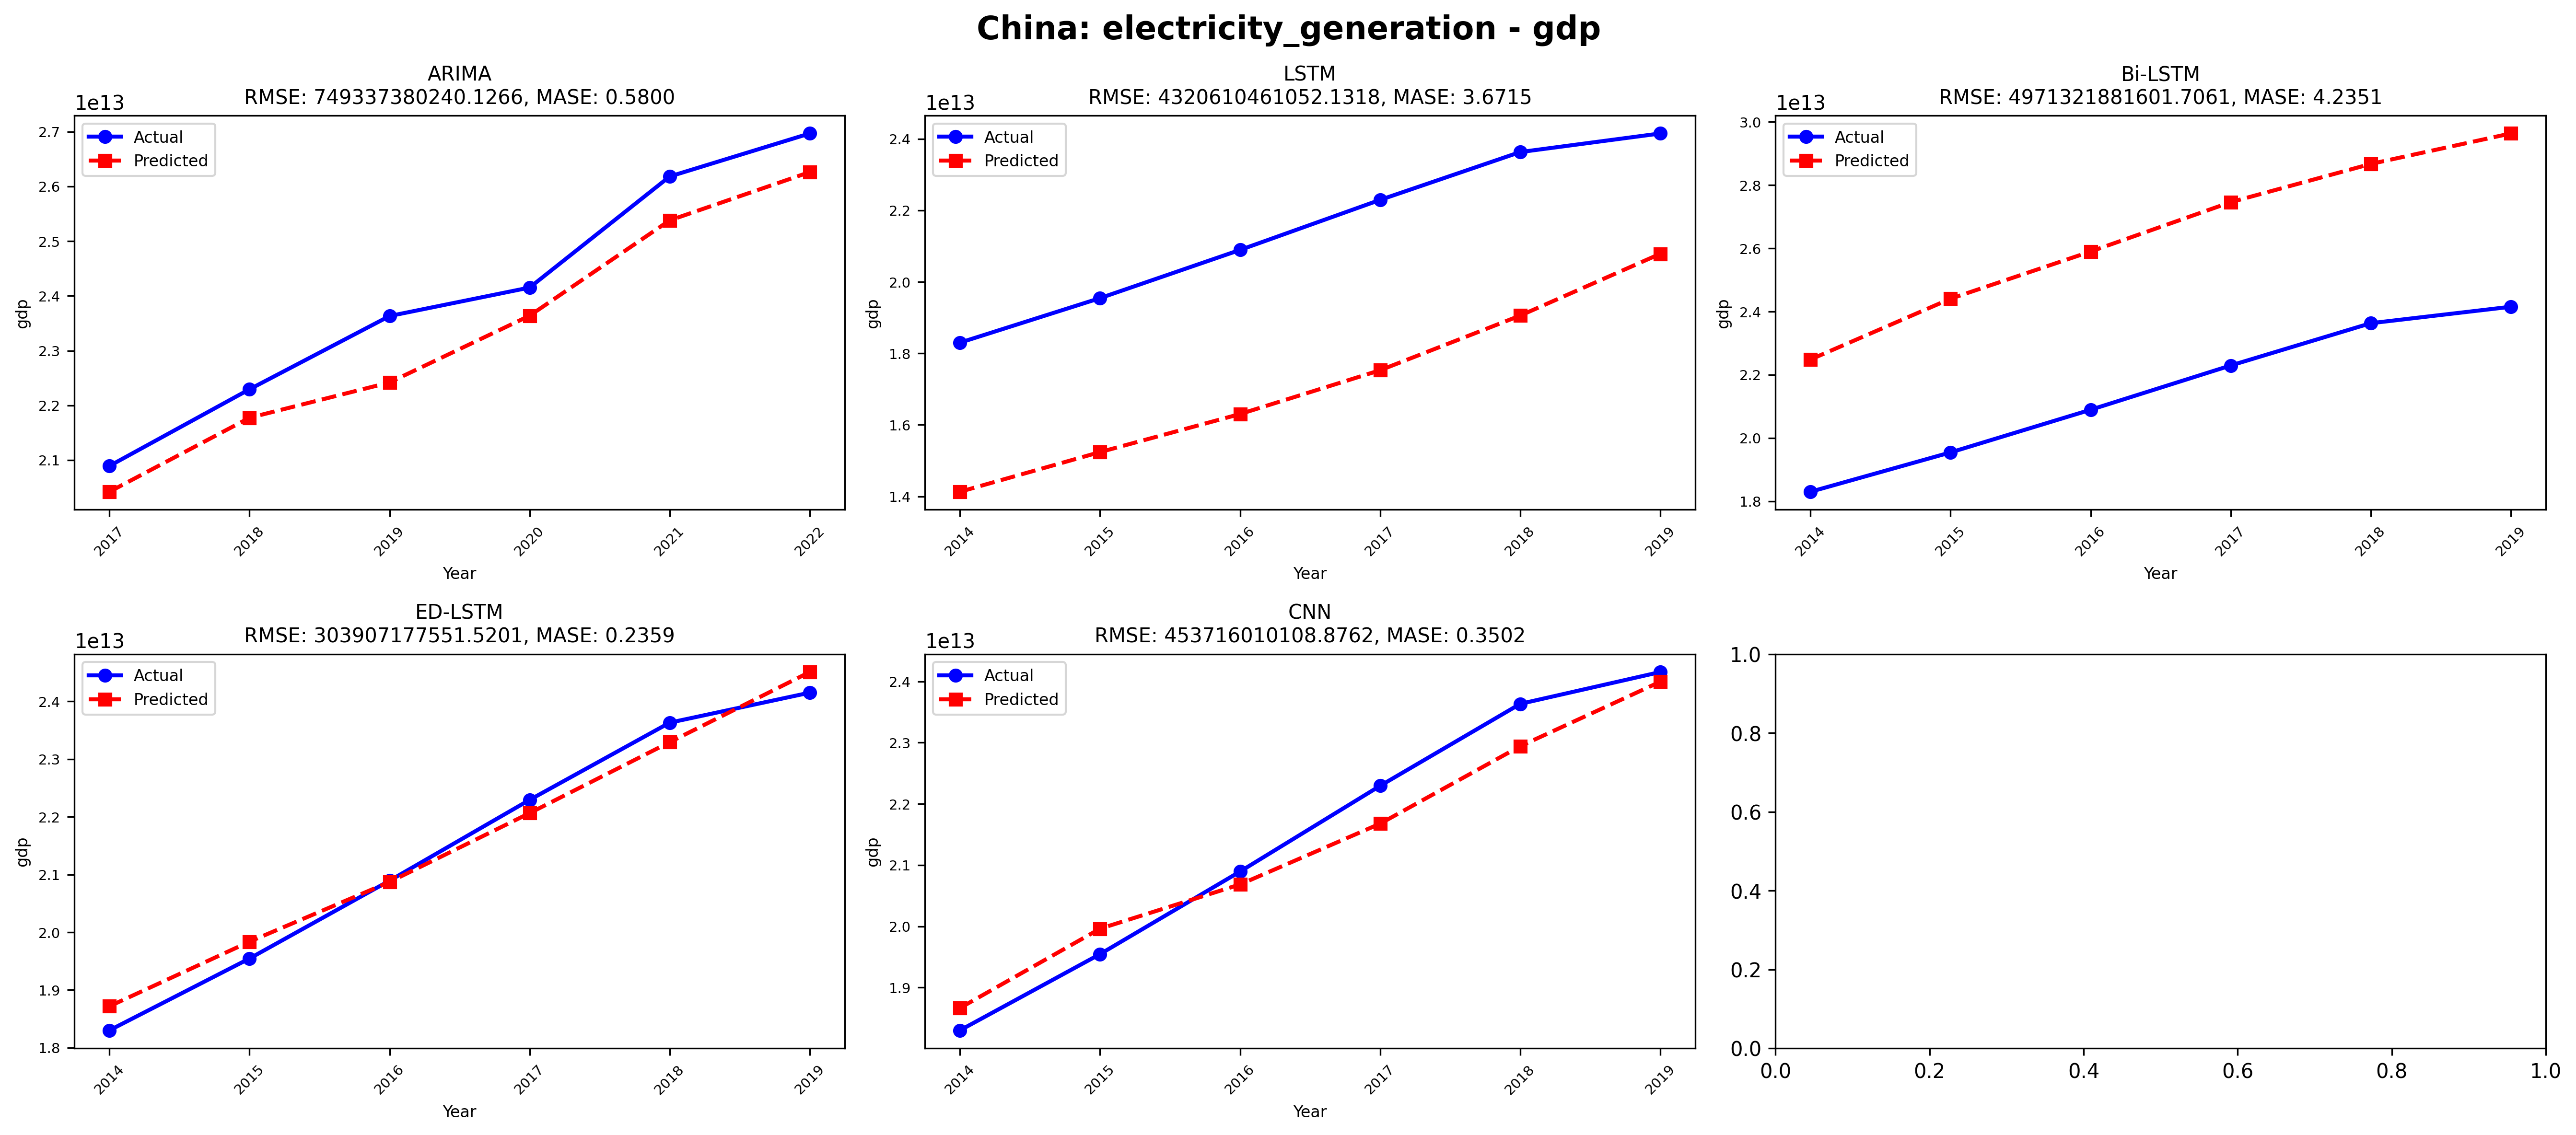 China: electricity_generation - gdp
ARIMA
RMSE: 749337380240.1266, MASE: 0.5800
1e13
Actual
Predicted
2.7
2.6
2.5
2.4
2.3
2.2
2.1
gdp
2017
2018
2019
2020
2021
2022
Year
LSTM
RMSE: 4320610461052.1318, MASE: 3.6715
1e13
Actual
Predicted
2.4
2.2
2.0
1.8
1.6
1.4
gdp
2014
2015
2016
2017
2018
2019
Year
Bi-LSTM
RMSE: 4971321881601.7061, MASE: 4.2351
1e13
Actual
Predicted
3.0
2.8
2.6
2.4
2.2
2.0
1.8
gdp
2014
2015
2016
2017
2018
2019
Year
ED-LSTM
RMSE: 303907177551.5201, MASE: 0.2359
1e13
Actual
Predicted
2.4
2.3
2.2
2.1
2.0
1.9
1.8
gdp
2014
2015
2016
2017
2018
2019
Year
CNN
RMSE: 453716010108.8762, MASE: 0.3502
1e13
Actual
Predicted
2.4
2.3
2.2
2.1
2.0
1.9
gdp
2014
2015
2016
2017
2018
2019
Year
1.0
0.8
0.6
0.4
0.2
0.0
0.0
0.2
0.4
0.6
0.8
1.0